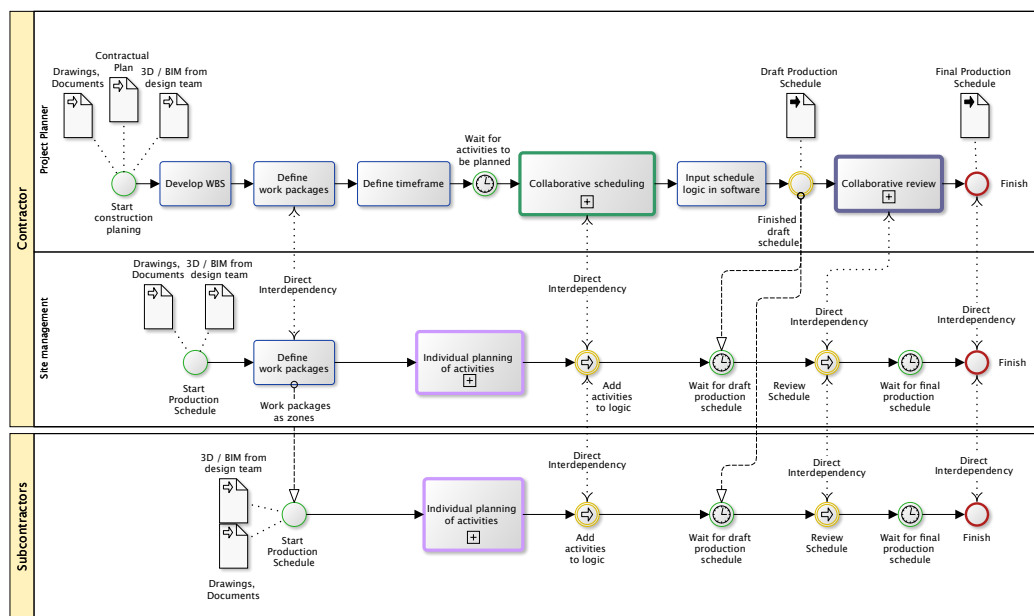 Contractor
Project Planner
Drawings,
Documents
Contractual
Plan
3D / BIM from
design team
Start
construction
planing
Develop WBS
Define
work packages
Define timeframe
Wait for
activities to
be planned
Collaborative scheduling
Input schedule
logic in software
Draft Production
Schedule
Finished
draft
schedule
Collaborative review
Final Production
Schedule
Finish
Site management
Drawings,
Documents
3D / BIM from
design team
Start
Production
Schedule
Direct
Interdependency
Define
work packages
Work packages
as zones
Individual planning
of activities
Direct
Interdependency
Add
activities
to logic
Wait for draft
production
schedule
Direct
Interdependency
Review
Schedule
Wait for final
production
schedule
Direct
Interdependency
Finish
Subcontractors
3D / BIM from
design team
Drawings,
Documents
Start
Production
Schedule
Individual planning
of activities
Direct
Interdependency
Add
activities
to logic
Wait for draft
production
schedule
Direct
Interdependency
Review
Schedule
Wait for final
production
schedule
Direct
Interdependency
Finish